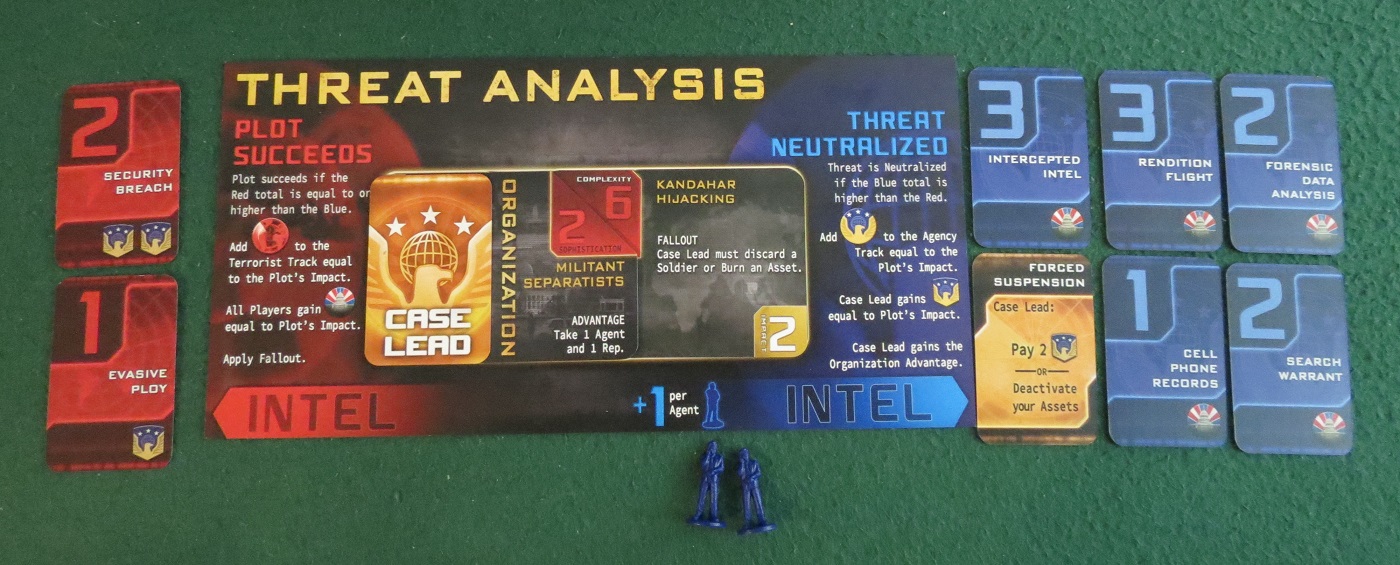 2
SECURITY
BREACH
1
EVASIVE
PLOY
THREAT ANALYSIS
PLOT
SUCCEEDS
Plot succeeds if the
Red total is equal to or
higher than the Blue.
Add to the
Terrorist Track equal
to the Plot's Impact.
All Players gain
equal to Plot's Impact.
Apply Fallout.
INTEL
CASE
LEAD
ORGANIZATION
COMPLEXITY
6
2
SOPHISTICATION
MILITANT
SEPARATISTS
ADVANTAGE
Take 1 Agent
and 1 Rep.
KANDAHAR
HIJACKING
FALLOUT
Case Lead must discard a
Soldier or Burn an Asset.
IMPACT
2
THREAT
NEUTRALIZED
Threat is Neutralized
if the Blue total is
higher than the Red.
Add to the Agency
Track equal to the
Plot's Impact.
Case Lead gains
equal to Plot's Impact.
Case Lead gains the
Organization Advantage.
+1 per
Agent
INTEL
3
INTERCEPTED
INTEL
3
RENDITION
FLIGHT
2
FORENSIC
DATA
ANALYSIS
FORCED
SUSPENSION
Case Lead:
Pay 2
OR
Deactivate
your Assets
1
CELL
PHONE
RECORDS
2
SEARCH
WARRANT